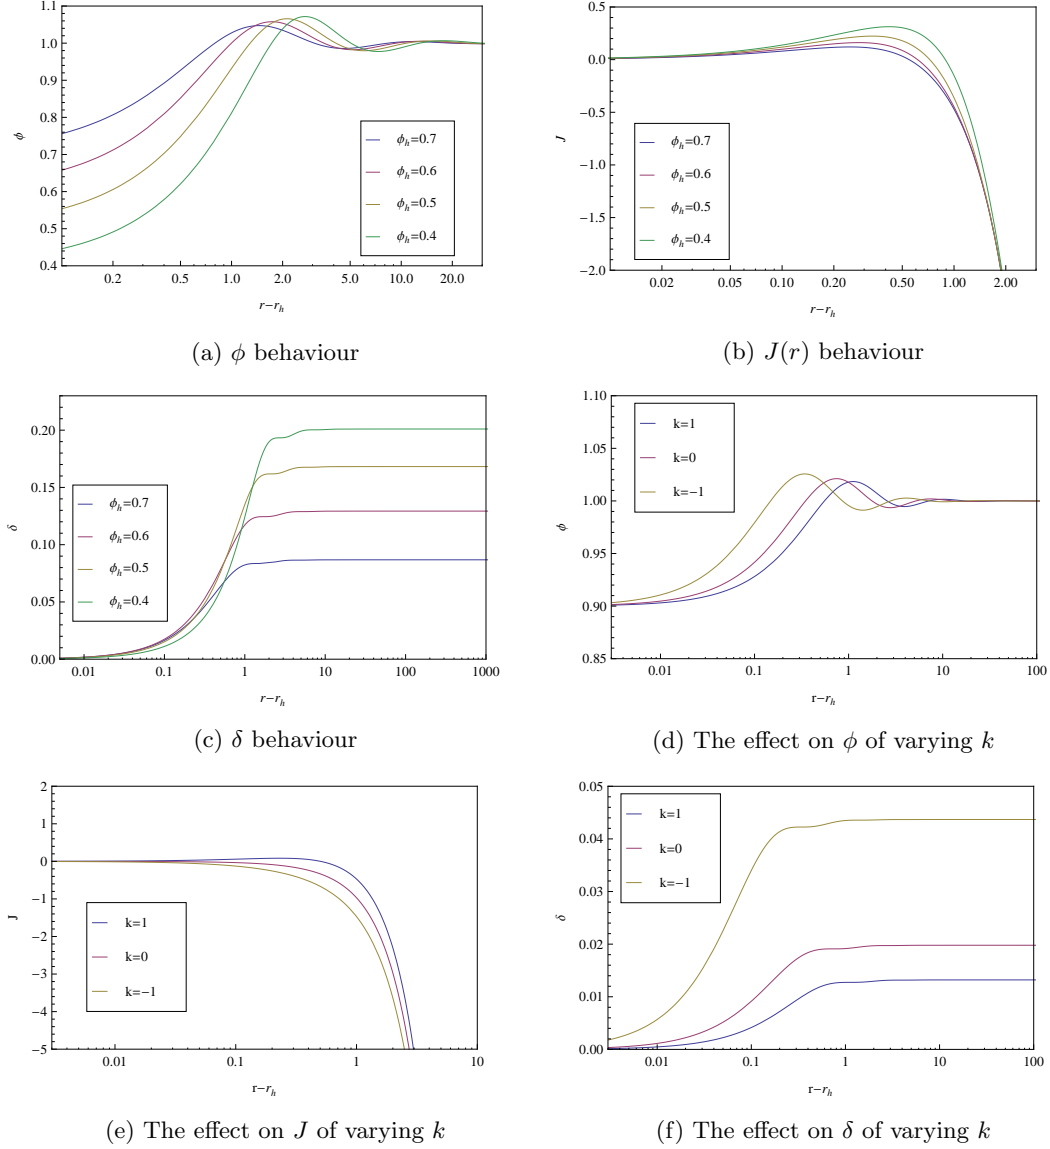 1.1
1.0
0.9
0.8
0.7
0.6
0.5
0.4
ϕ
ϕh=0.7
ϕh=0.6
ϕh=0.5
ϕh=0.4
0.2 0.5 1.0 2.0 5.0 10.0 20.0
r−rh
(a) ϕ behaviour
0.5
0.0
−0.5
−1.0
−1.5
−2.0
J
ϕh=0.7
ϕh=0.6
ϕh=0.5
ϕh=0.4
0.02 0.05 0.10 0.20 0.50 1.00 2.00
r−rh
(b) J(r) behaviour
0.20
0.15
0.10
0.05
0.00
δ
ϕh=0.7
ϕh=0.6
ϕh=0.5
ϕh=0.4
0.01 0.1 1 10 100 1000
r−rh
(c) δ behaviour
1.10
1.05
1.00
0.95
0.90
0.85
ϕ
k=1
k=0
k=−1
0.01 0.1 1 10 100
r−rh
(d) The effect on ϕ of varying k
2
1
0
−1
−2
−3
−4
−5
J
k=1
k=0
k=−1
0.01 0.1 1 10
r−rh
(e) The effect on J of varying k
0.05
0.04
0.03
0.02
0.01
0.00
δ
k=1
k=0
k=−1
0.01 0.1 1 10 100
r−rh
(f) The effect on δ of varying k